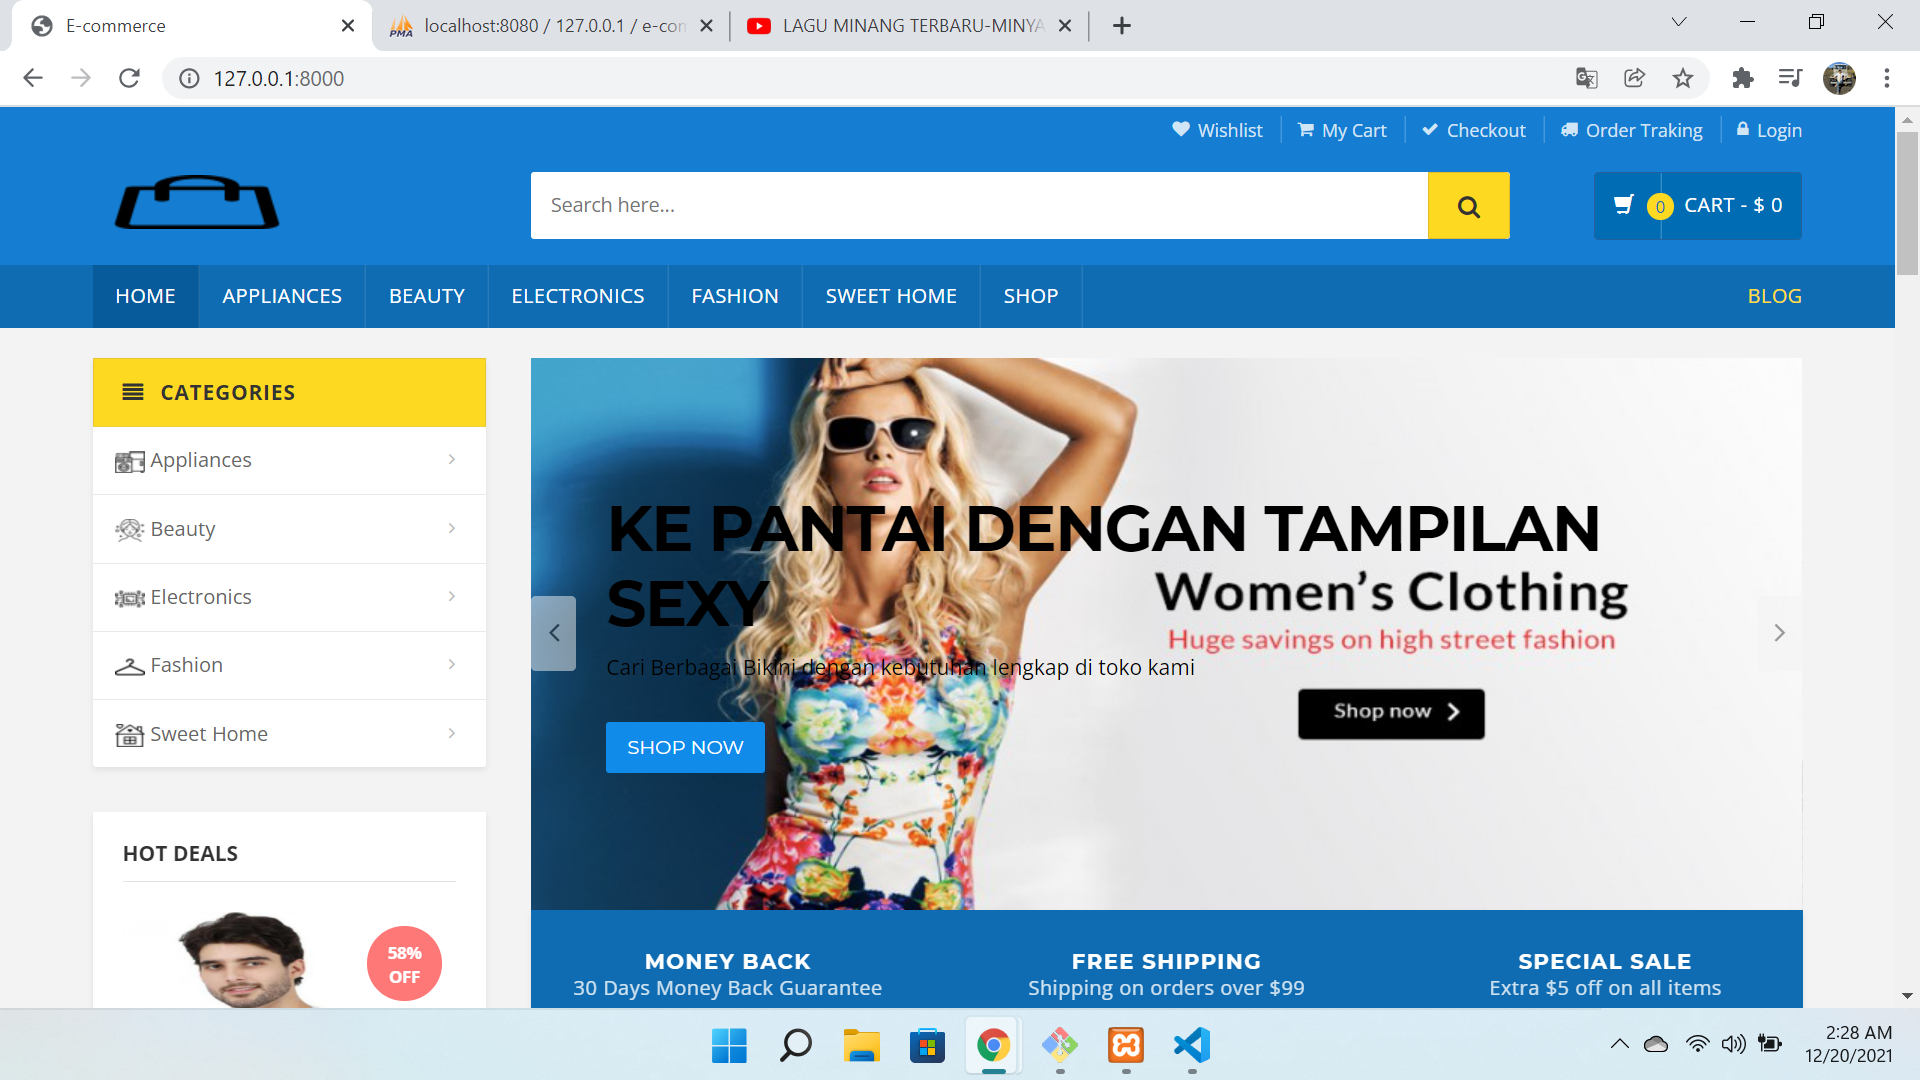 E-commerce
localhost:8080 / 127.0.0.1 / e-con
LAGU MINANG TERBARU-MINYA
127.0.0.1:8000
Wishlist
My Cart
Checkout
Order Traking
Login
Search here...
0
CART - $ 0
HOME
APPLIANCES
BEAUTY
ELECTRONICS
FASHION
SWEET HOME
SHOP
BLOG
CATEGORIES
Appliances
Beauty
Electronics
Fashion
Sweet Home
KE PANTAI DENGAN TAMPILAN
SEXY
Women's Clothing
Huge savings on high street fashion
Cari Berbagai Bikini dengan kebutuhan lengkap di toko kami
Shop now
SHOP NOW
HOT DEALS
58%
OFF
MONEY BACK
30 Days Money Back Guarantee
FREE SHIPPING
Shipping on orders over $99
SPECIAL SALE
Extra $5 off on all items
2:28 AM
12/20/2021